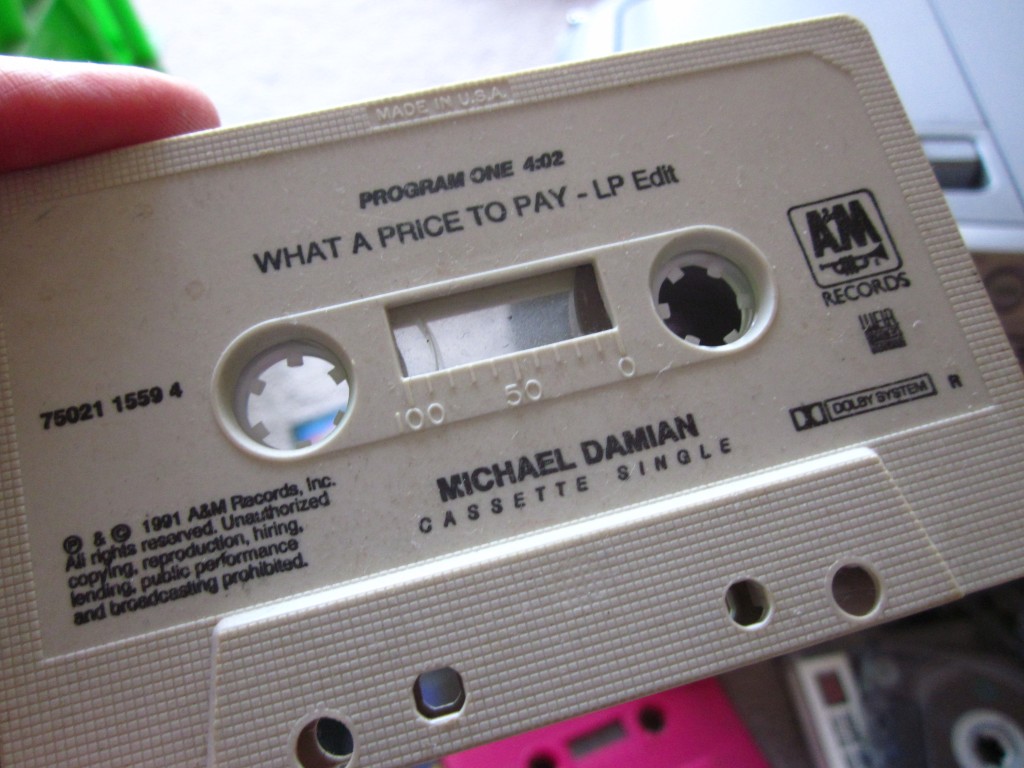 MADE IN U.S.A.
PROGRAM ONE 4:02
WHAT A PRICE TO PAY - LP Edit
A&M
RECORDS
75021 1559 4
100 50 0
DOLBY SYSTEM R
MICHAEL DAMIAN
CASSETTE SINGLE
℗ & © 1991 A&M Records, Inc.
All rights reserved. Unauthorized
copying, reproduction, hiring,
lending, public performance
and broadcasting prohibited.